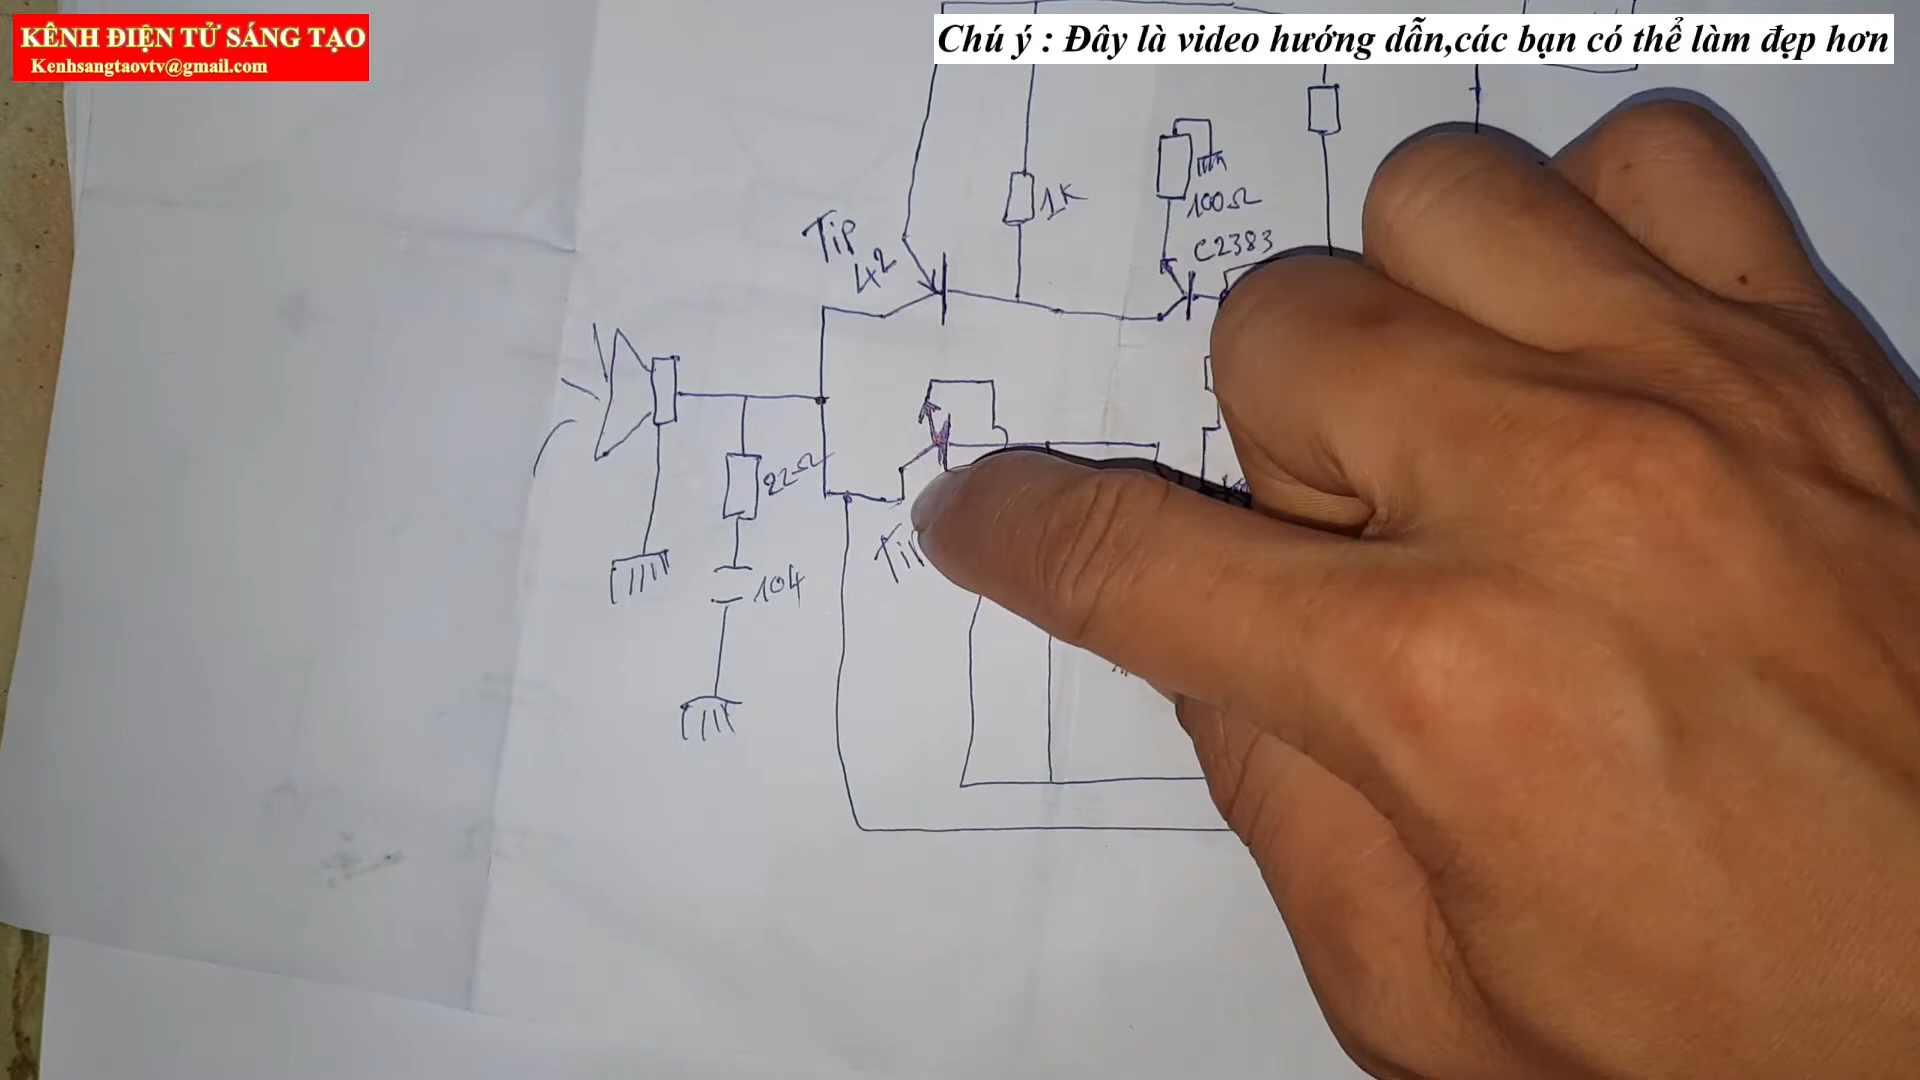 KÊNH ĐIỆN TỬ SÁNG TẠO
Kenhsangtaovtv@gmail.com
Chú ý : Đây là video hướng dẫn,các bạn có thể làm đẹp hơn
1K
100Ω
C2383
Tip
42
22Ω
Tip
104